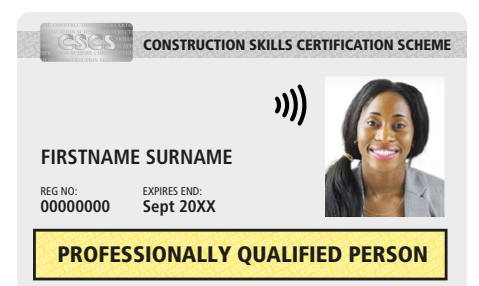 CSCS
CONSTRUCTION SKILLS CERTIFICATION SCHEME
FIRSTNAME SURNAME
REG NO: EXPIRES END:
00000000 Sept 20XX
PROFESSIONALLY QUALIFIED PERSON